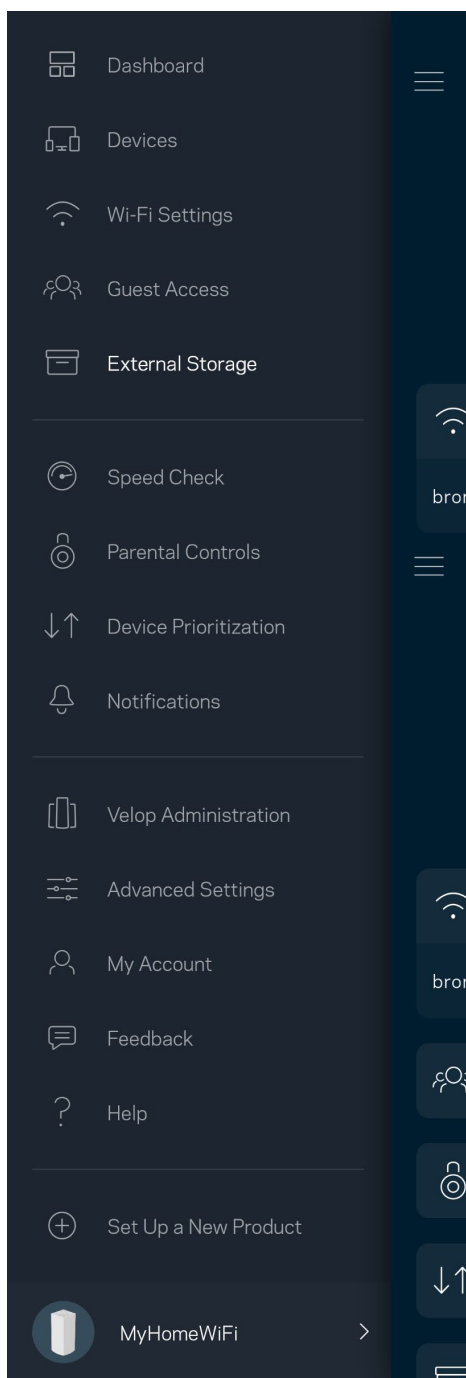 Dashboard
Devices
Wi-Fi Settings
Guest Access
External Storage
Speed Check
Parental Controls
Device Prioritization
Notifications
Velop Administration
Advanced Settings
My Account
Feedback
Help
Set Up a New Product
MyHomeWiFi